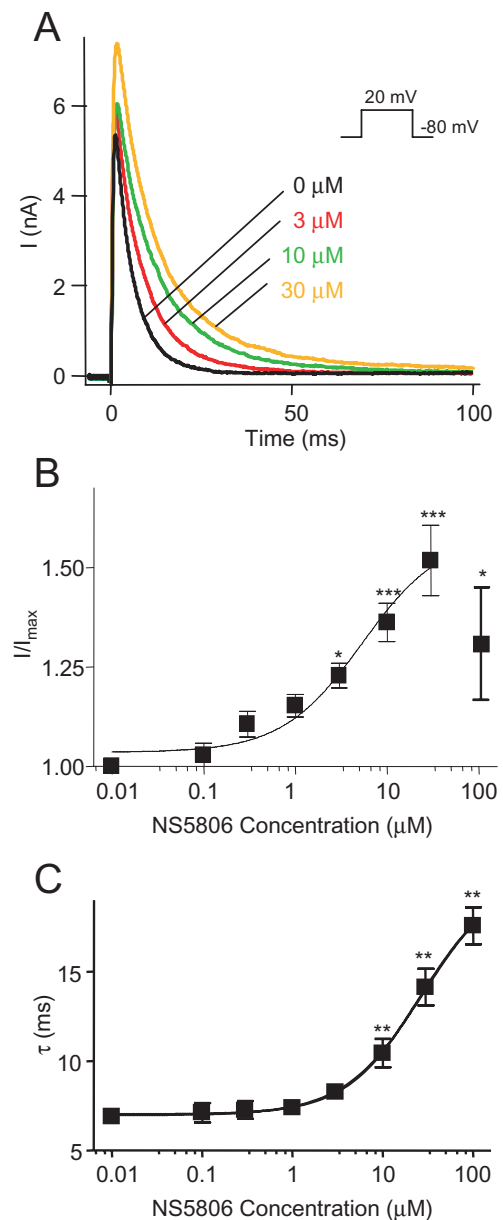 A
20 mV
-80 mV
0 μM
3 μM
10 μM
30 μM
I (nA)
6
4
2
0
0
50
100
Time (ms)
B
I/Imax
1.50
1.25
1.00
*
***
***
*
0.01
0.1
1
10
100
NS5806 Concentration (μM)
C
τ (ms)
15
10
5
**
**
**
0.01
0.1
1
10
100
NS5806 Concentration (μM)